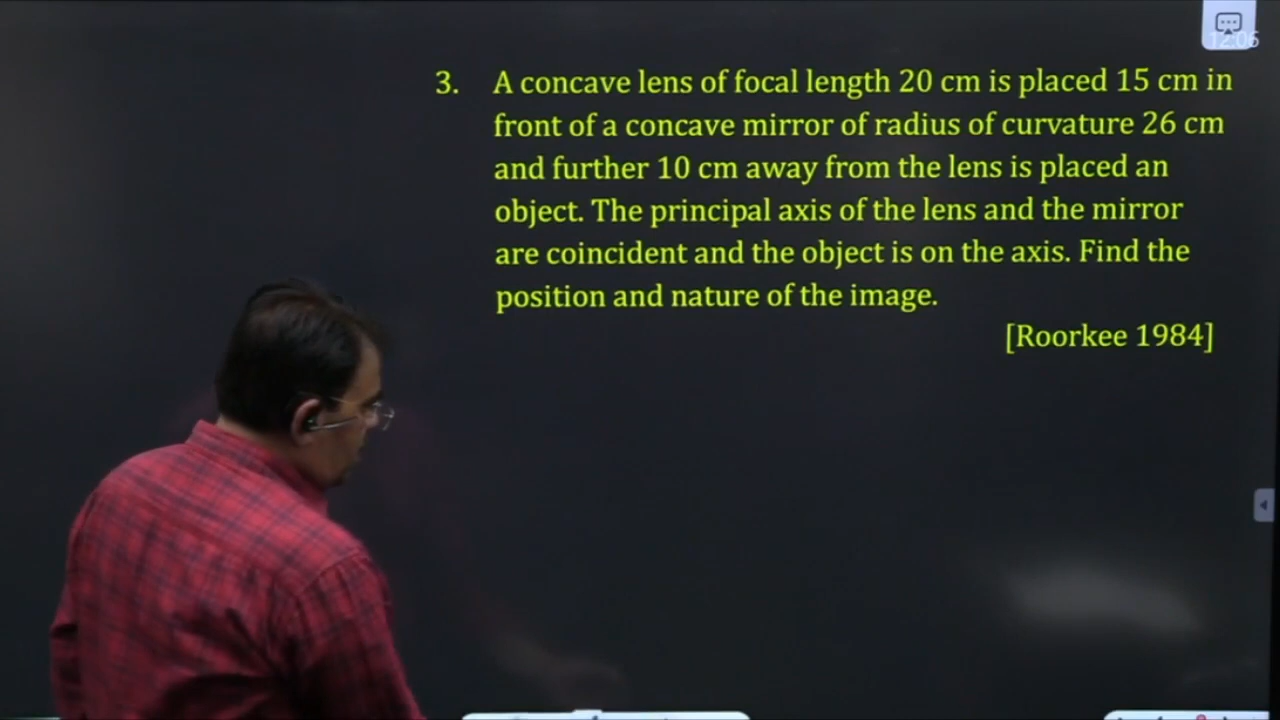 12:06
3. A concave lens of focal length 20 cm is placed 15 cm in
front of a concave mirror of radius of curvature 26 cm
and further 10 cm away from the lens is placed an
object. The principal axis of the lens and the mirror
are coincident and the object is on the axis. Find the
position and nature of the image.
[Roorkee 1984]